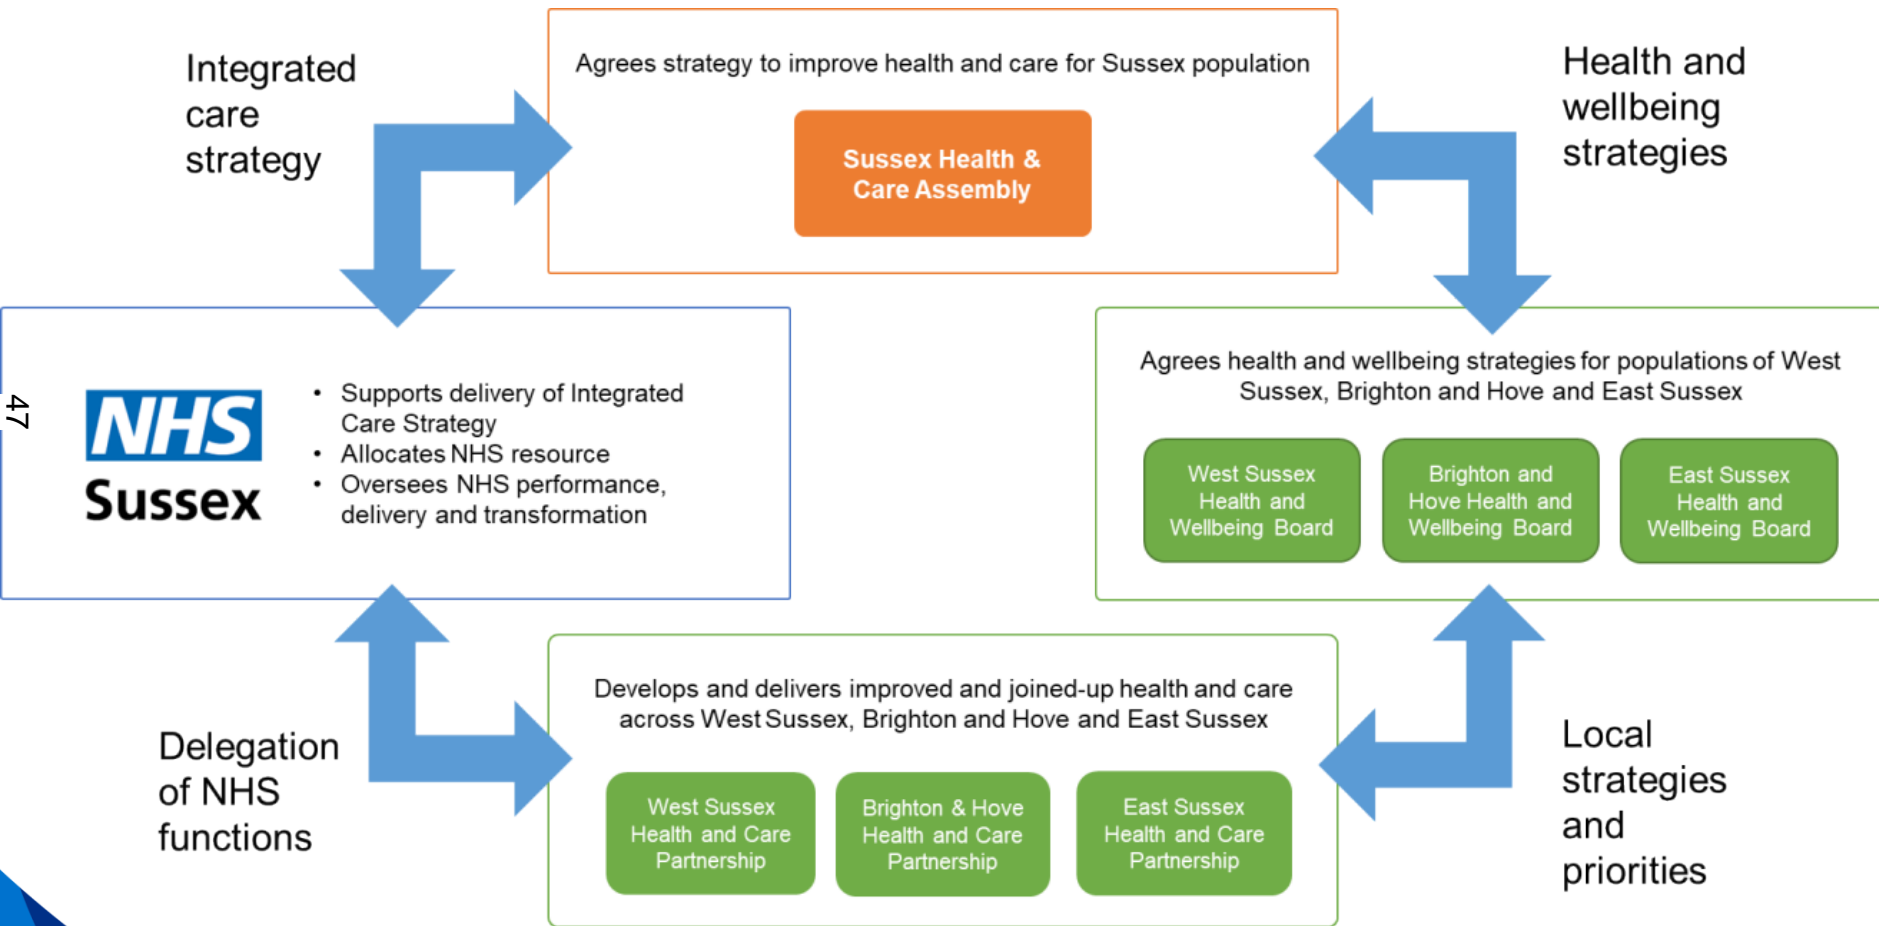 Integrated
care
strategy
Agrees strategy to improve health and care for Sussex population
Sussex Health &
Care Assembly
Health and
wellbeing
strategies
47
NHS
Sussex
• Supports delivery of Integrated
Care Strategy
• Allocates NHS resource
• Oversees NHS performance,
delivery and transformation
Agrees health and wellbeing strategies for populations of West
Sussex, Brighton and Hove and East Sussex
West Sussex
Health and
Wellbeing Board
Brighton and
Hove Health and
Wellbeing Board
East Sussex
Health and
Wellbeing Board
Delegation
of NHS
functions
Develops and delivers improved and joined-up health and care
across West Sussex, Brighton and Hove and East Sussex
West Sussex
Health and Care
Partnership
Brighton & Hove
Health and Care
Partnership
East Sussex
Health and Care
Partnership
Local
strategies
and
priorities